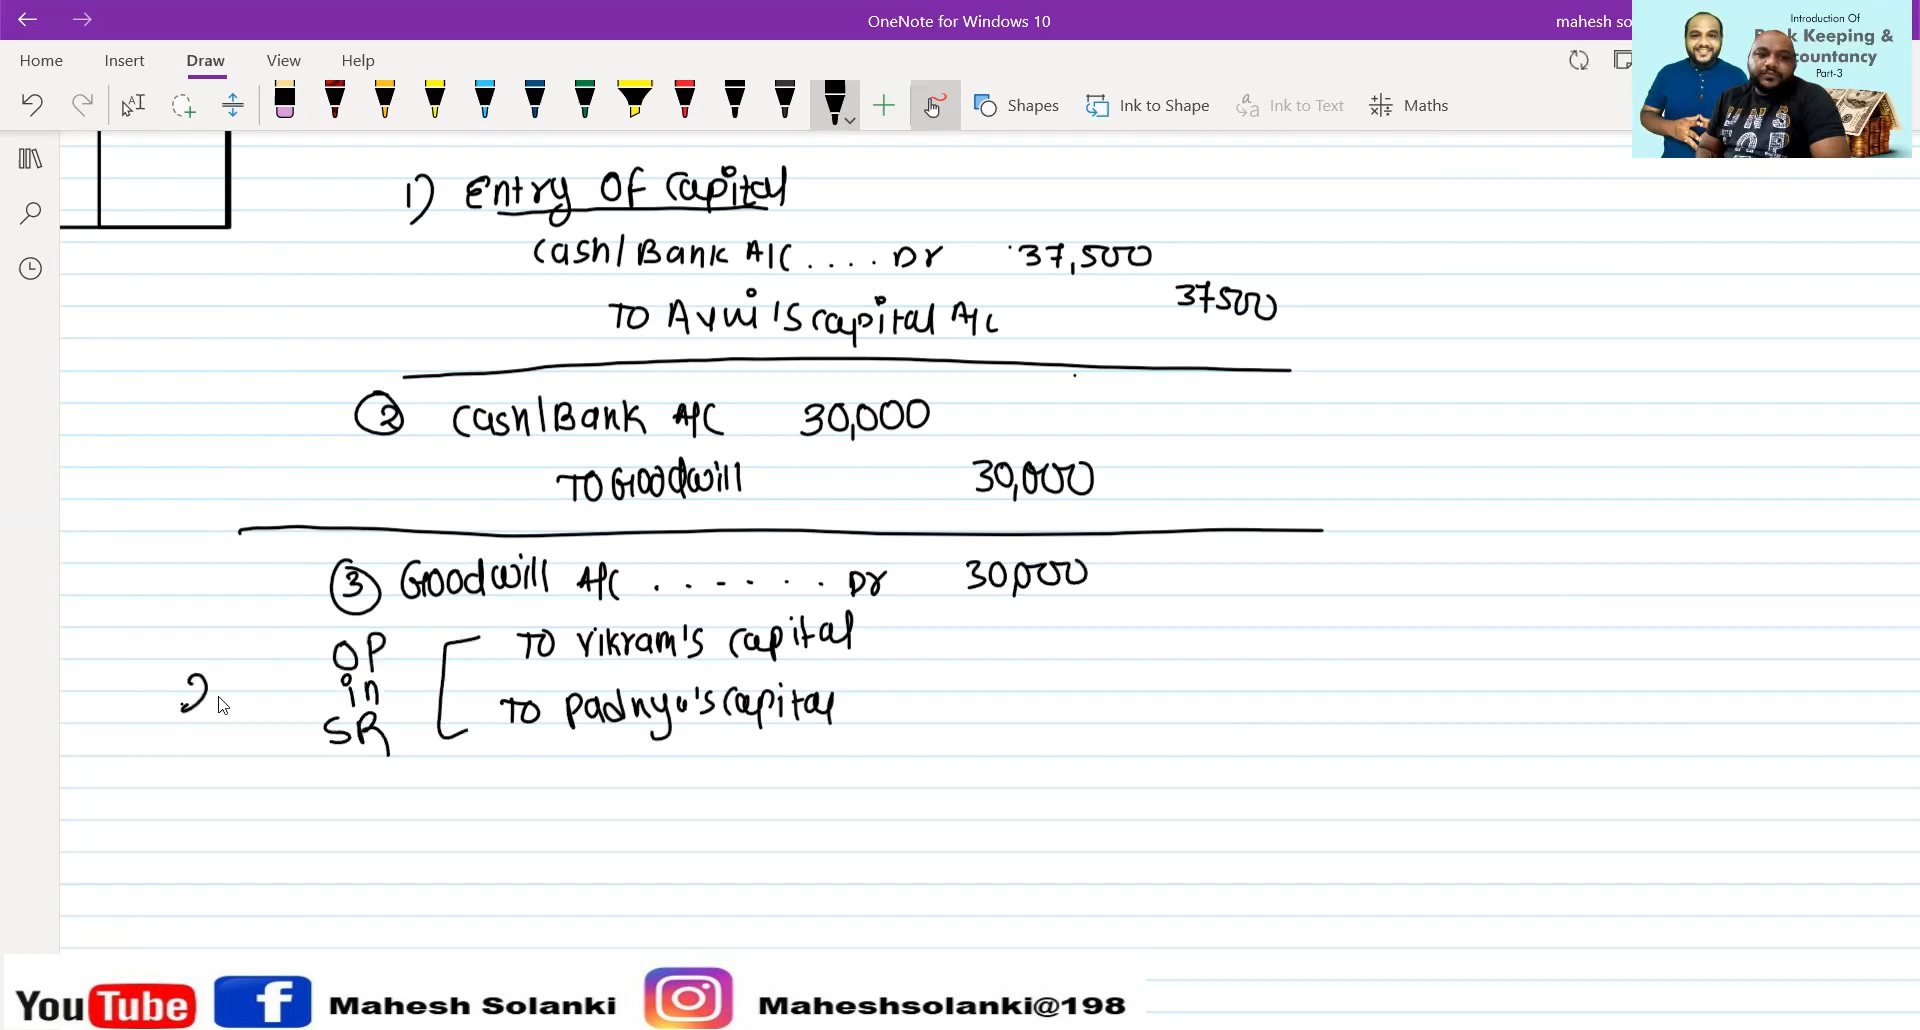 OneNote for Windows 10
mahesh so
Home Insert Draw View Help
Shapes Ink to Shape Ink to Text Maths
Introduction Of
Keeping &
countancy
Part-3
1) Entry Of Capital
Cash/Bank A/C .... Dr 37,500
To Avni's capital A/c 37500
2 Cash/Bank A/C 30,000
To Goodwill 30,000
3 Goodwill A/C ...... Dr 30,000
OP
in
SR
To Vikram's capital
To Padnya's capital
2
YouTube f Mahesh Solanki Maheshsolanki@198